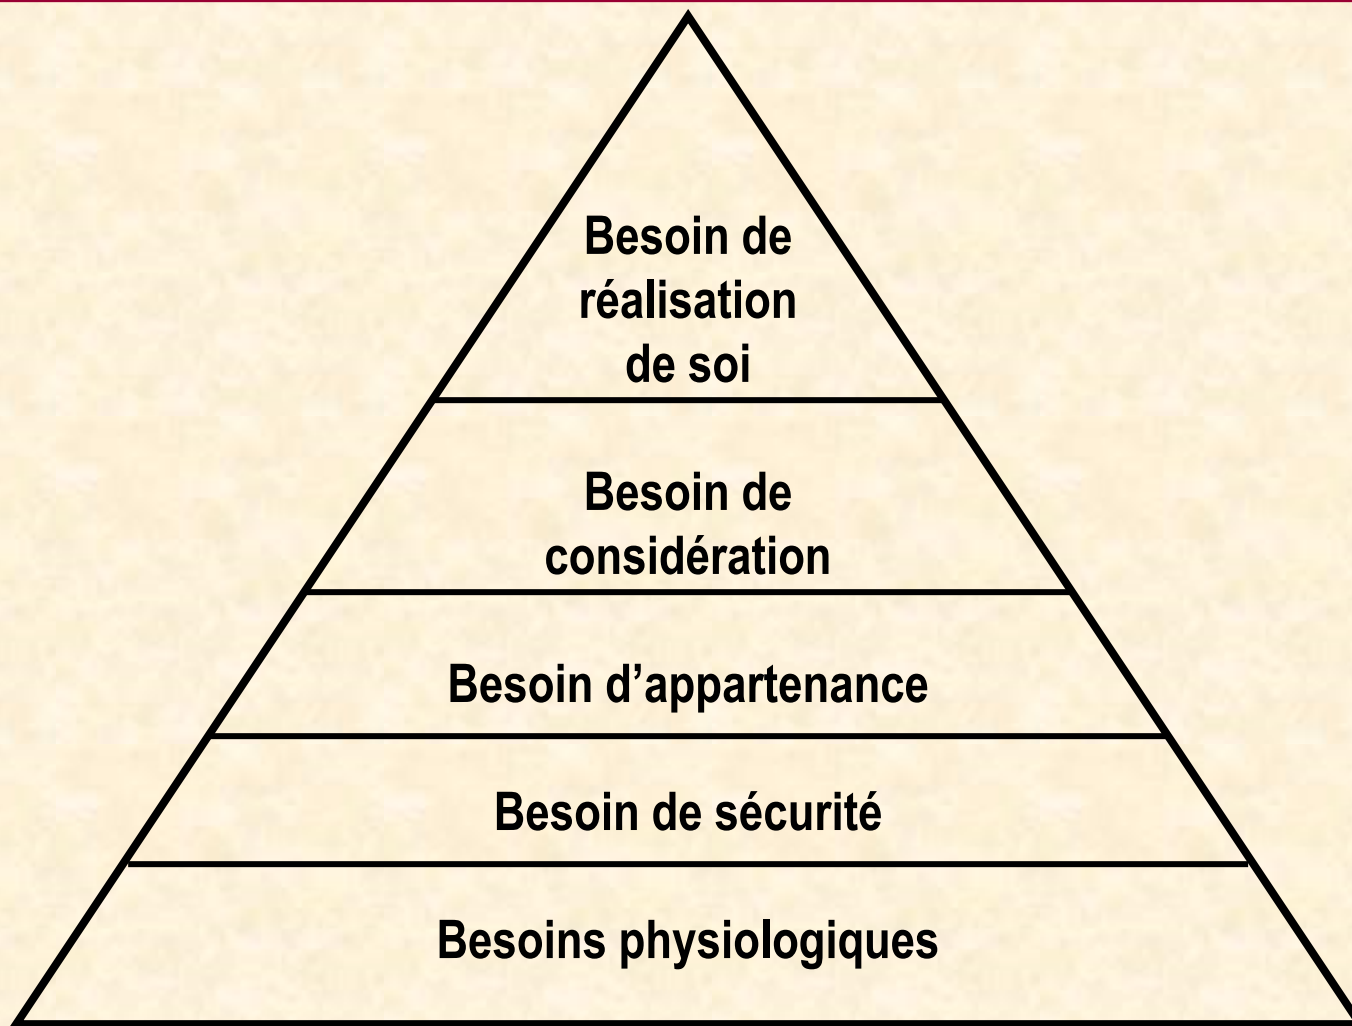 Besoin de
réalisation
de soi
Besoin de
considération
Besoin d’appartenance
Besoin de sécurité
Besoins physiologiques